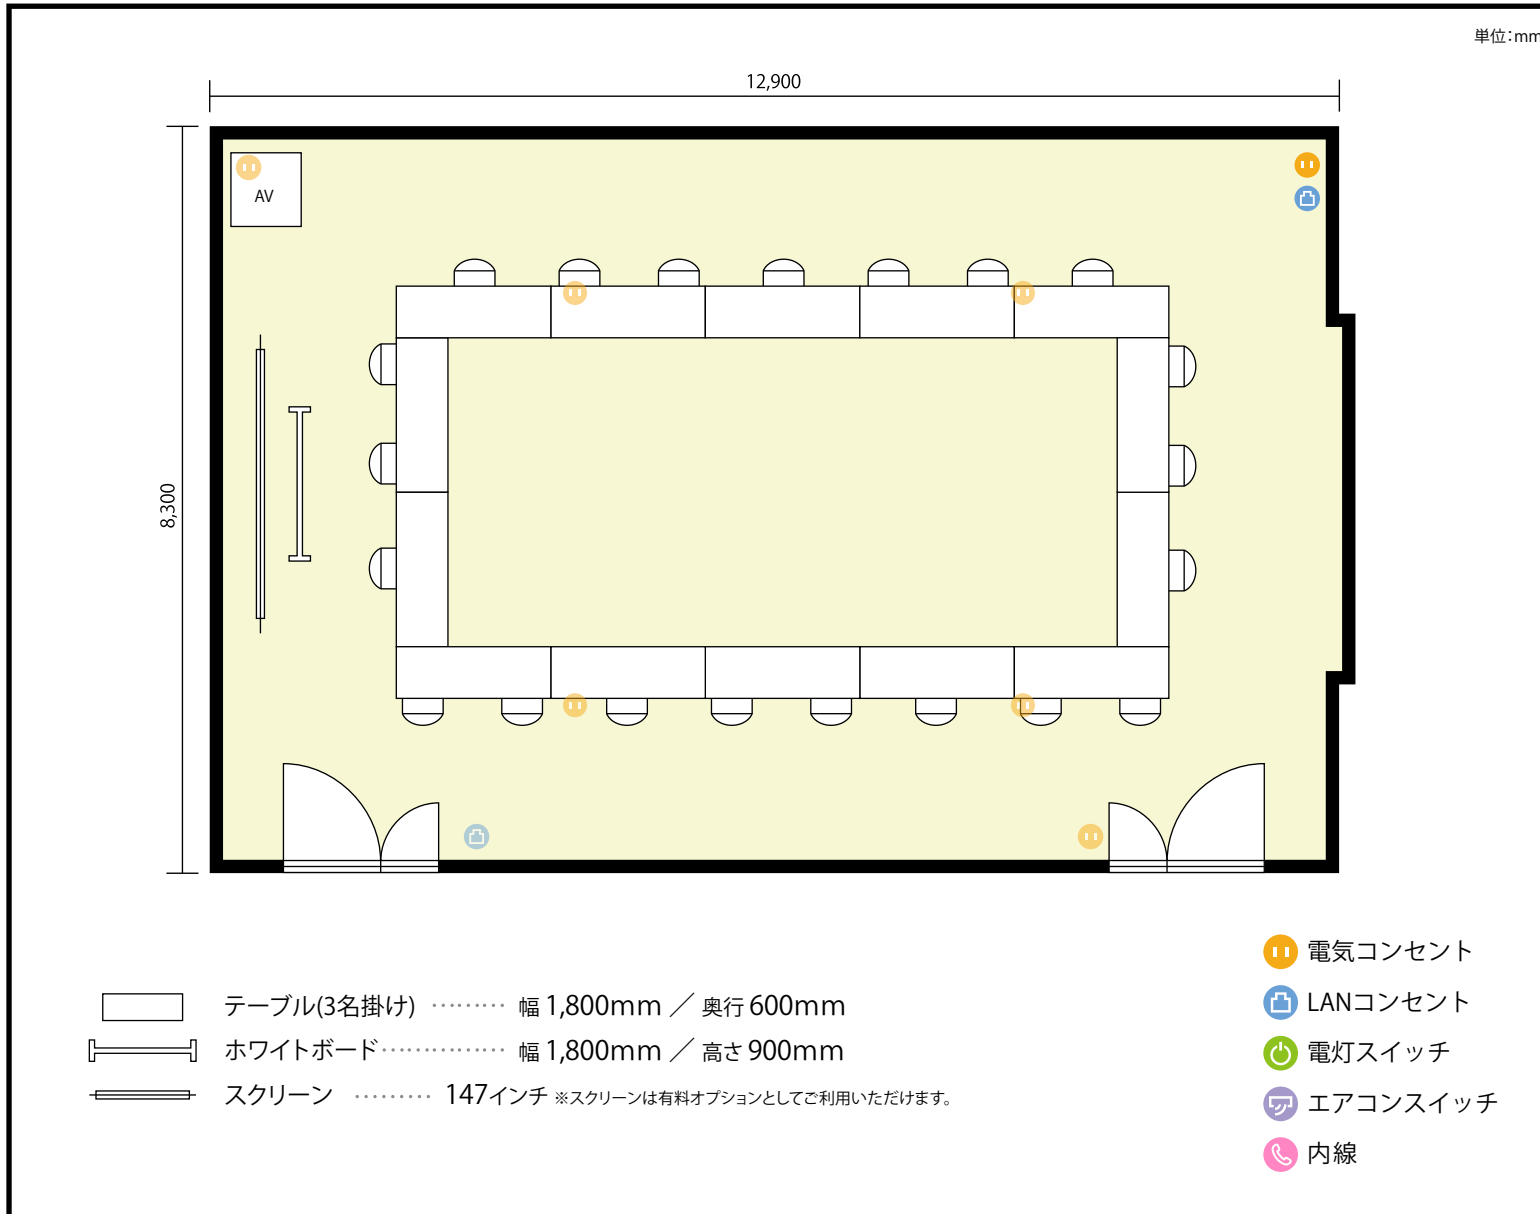 単位：mm
12,900
AV
8,300
テーブル(3名掛け) ········· 幅 1,800mm ／ 奥行 600mm
ホワイトボード··············· 幅 1,800mm ／ 高さ 900mm
スクリーン ········· 147インチ ※スクリーンは有料オプションとしてご利用いただけます。
電気コンセント
LANコンセント
電灯スイッチ
エアコンスイッチ
内線